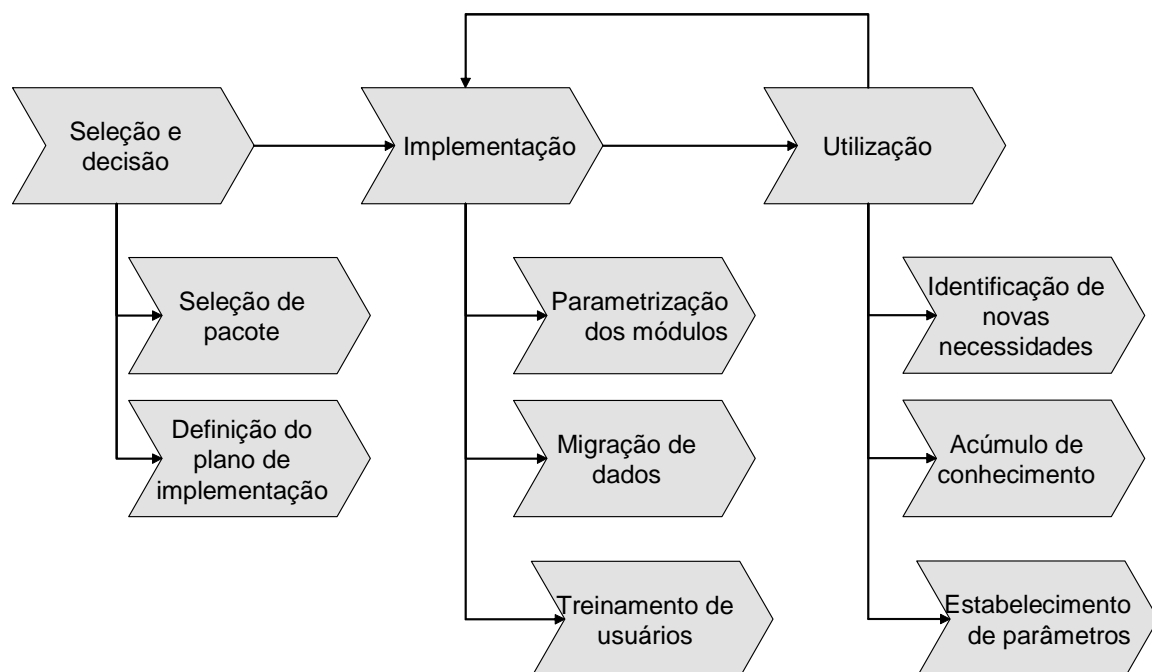 Seleção e
decisão
Implementação
Utilização
Seleção de
pacote
Definição do
plano de
implementação
Parametrização
dos módulos
Migração de
dados
Treinamento de
usuários
Identificação de
novas
necessidades
Acúmulo de
conhecimento
Estabelecimento
de parâmetros